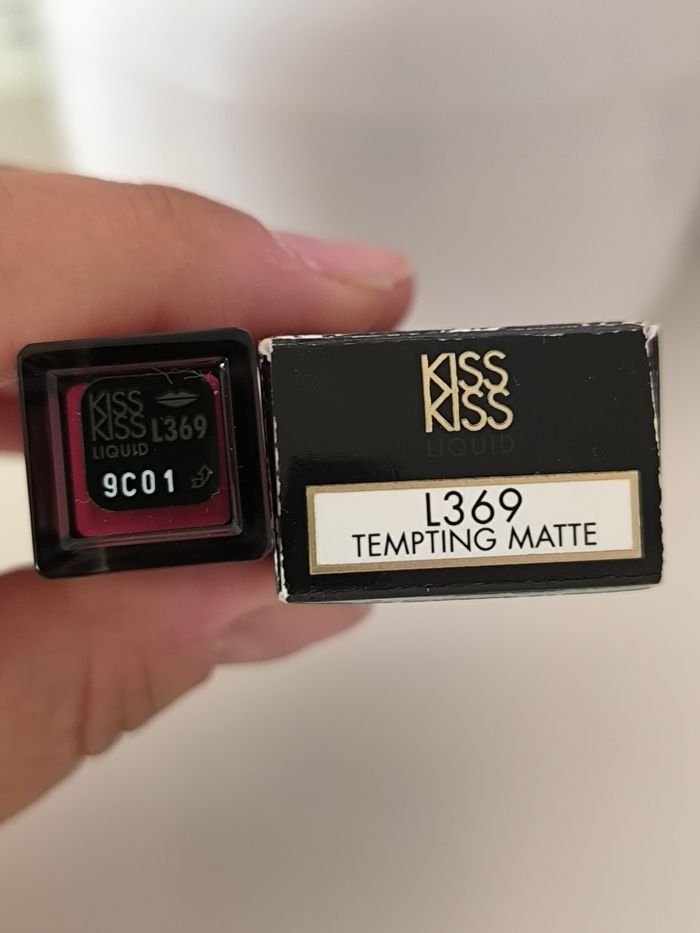 KISS
KISS L369
LIQUID
9C01
KISS
KISS
LIQUID
L369
TEMPTING MATTE